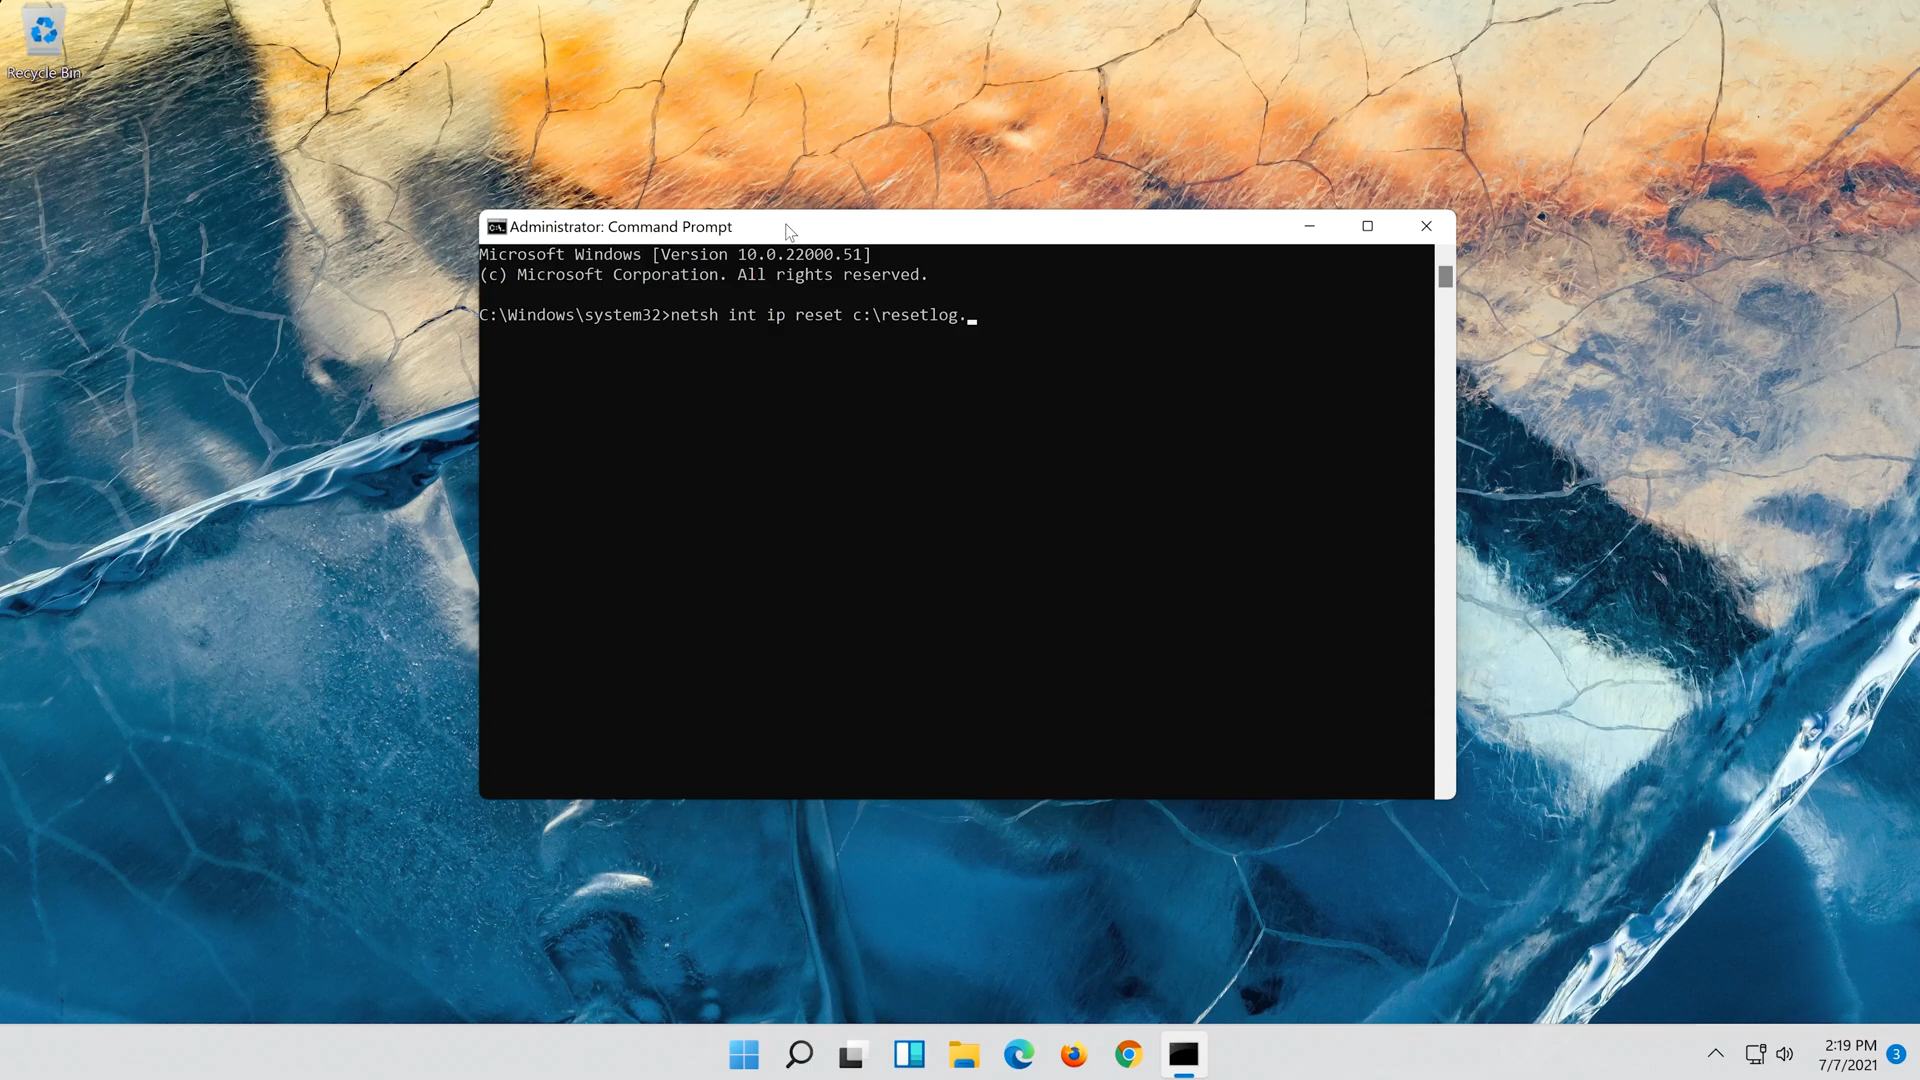 Recycle Bin
Administrator: Command Prompt
Microsoft Windows [Version 10.0.22000.51]
(c) Microsoft Corporation. All rights reserved.
C:\Windows\system32>netsh int ip reset c:\resetlog.
2:19 PM
7/7/2021
3